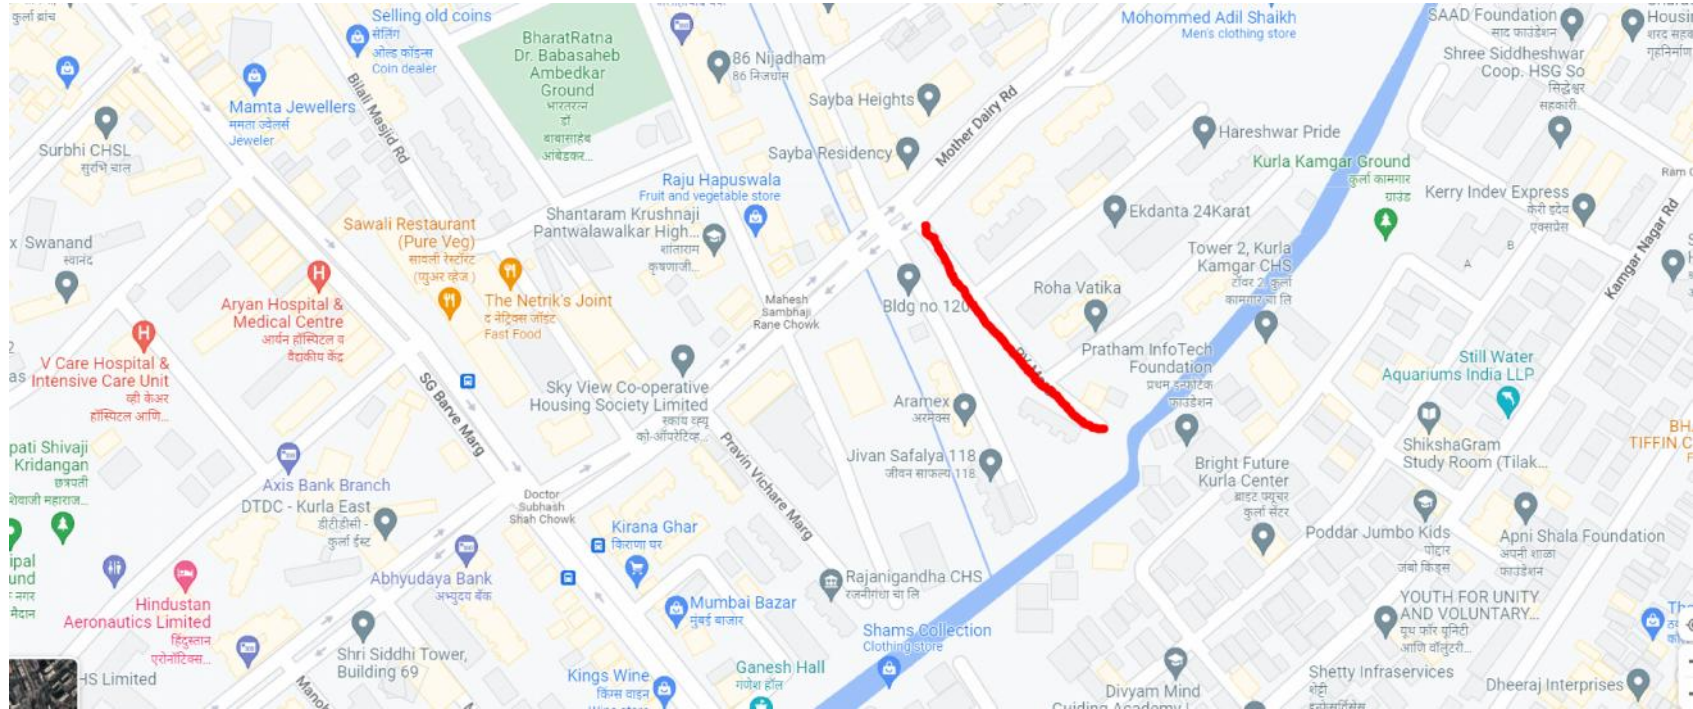 कुर्ला ब्रांच
Selling old coins
सेलिंग
ओल्ड कॉइन्स
Coin dealer
BharatRatna
Dr. Babasaheb
Ambedkar
Ground
भारतरत्न
डॉ
बाबासाहेब
आंबेडकर...
86 Nijadham
86 निजधाम
Mohommed Adil Shaikh
Men's clothing store
SAAD Foundation
साद फाउंडेशन
Shree Siddheshwar
Coop. HSG So
सिद्धेश्वर
सहकारी...
शरद सहक
गृहनिर्माण
Mamta Jewellers
ममता ज्वेलर्स
Jeweler
Bilali Masjid Rd
Surbhi CHSL
सुरभि चाल
Sayba Heights
Mother Dairy Rd
Sayba Residency
Hareshwar Pride
Kurla Kamgar Ground
कुर्ला कामगार
ग्राउंड
Kerry Indev Express
केरी इंदेव
एक्सप्रेस
Ram
Raju Hapuswala
Fruit and vegetable store
Shantaram Krushnaji
Pantwalawalkar High...
शांताराम
कृषणाजी...
Sawali Restaurant
(Pure Veg)
सावली रेस्टॉरंट
(प्युअर व्हेज )
Ekdanta 24Karat
Tower 2, Kurla
Kamgar CHS
टॉवर 2, कुर्ला
कामगार चा लि
B
A
Kamgar Nagar Rd
x Swanand
स्वानंद
Aryan Hospital &
Medical Centre
आर्यन हॉस्पिटल व
वैद्यकीय केंद्र
The Netrik's Joint
द नेट्रिक्स जॉइंट
Fast Food
Mahesh
Sambhaji
Rane Chowk
Bldg no 120
Roha Vatika
V Care Hospital &
Intensive Care Unit
व्ही केअर
हॉस्पिटल आणि...
SG Barve Marg
Sky View Co-operative
Housing Society Limited
स्काय व्ह्यू
को-ऑपरेटिव्ह...
Pratham InfoTech
Foundation
प्रथम इन्फोटेक
फाउंडेशन
Still Water
Aquariums India LLP
Aramex
अरमेक्स
Pravin Vichare Marg
Jivan Safalya 118
जीवन साफल्य 118
Bright Future
Kurla Center
ब्राइट फ्यूचर
कुर्ला सेंटर
ShikshaGram
Study Room (Tilak...
TIFFIN C
pati Shivaji
Kridangan
छत्रपती
शिवाजी महाराज...
Axis Bank Branch
DTDC - Kurla East
डीटीडीसी -
कुर्ला ईस्ट
Doctor
Subhash
Shah Chowk
Kirana Ghar
किराणा घर
Poddar Jumbo Kids
पोद्दार
जंबो किड्स
Apni Shala Foundation
अपनी शाळा
फाउंडेशन
Abhyudaya Bank
अभ्युदय बँक
Rajanigandha CHS
रजनीगंधा चा लि
Hindustan
Aeronautics Limited
हिंदुस्तान
एरोनॉटिक्स...
Mumbai Bazar
मुंबई बाजार
YOUTH FOR UNITY
AND VOLUNTARY...
यूथ फॉर यूनिटी
आणि वॉलंटरी...
Shams Collection
Clothing store
Shri Siddhi Tower,
Building 69
HS Limited
Kings Wine
किंग्स वाइन
Ganesh Hall
गणेश हॉल
Divyam Mind
Shetty Infraservices
शेट्टी
Dheeraj Interprises